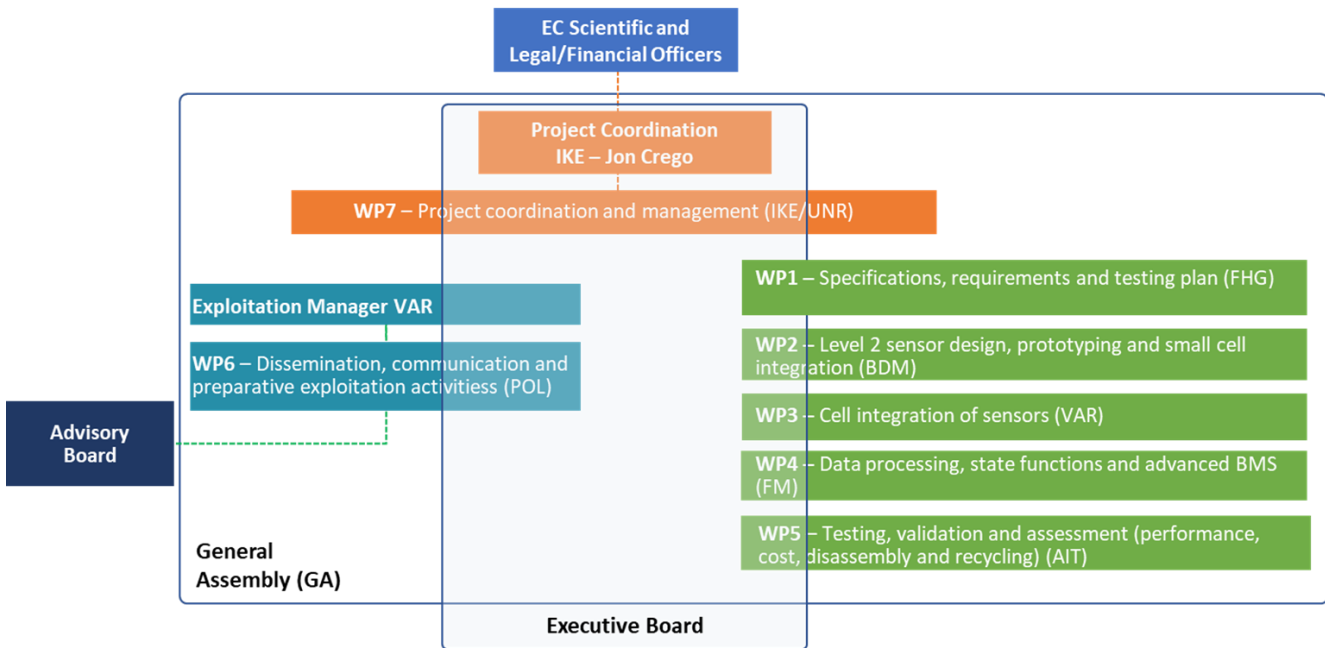 EC Scientific and
Legal/Financial Officers
Project Coordination
IKE – Jon Crego
WP7 – Project coordination and management (IKE/UNR)
Exploitation Manager VAR
WP6 – Dissemination, communication and
preparative exploitation activitiess (POL)
Advisory
Board
WP1 – Specifications, requirements and testing plan (FHG)
WP2 – Level 2 sensor design, prototyping and small cell
integration (BDM)
WP3 – Cell integration of sensors (VAR)
WP4 – Data processing, state functions and advanced BMS
(FM)
WP5 – Testing, validation and assessment (performance,
cost, disassembly and recycling) (AIT)
General
Assembly (GA)
Executive Board